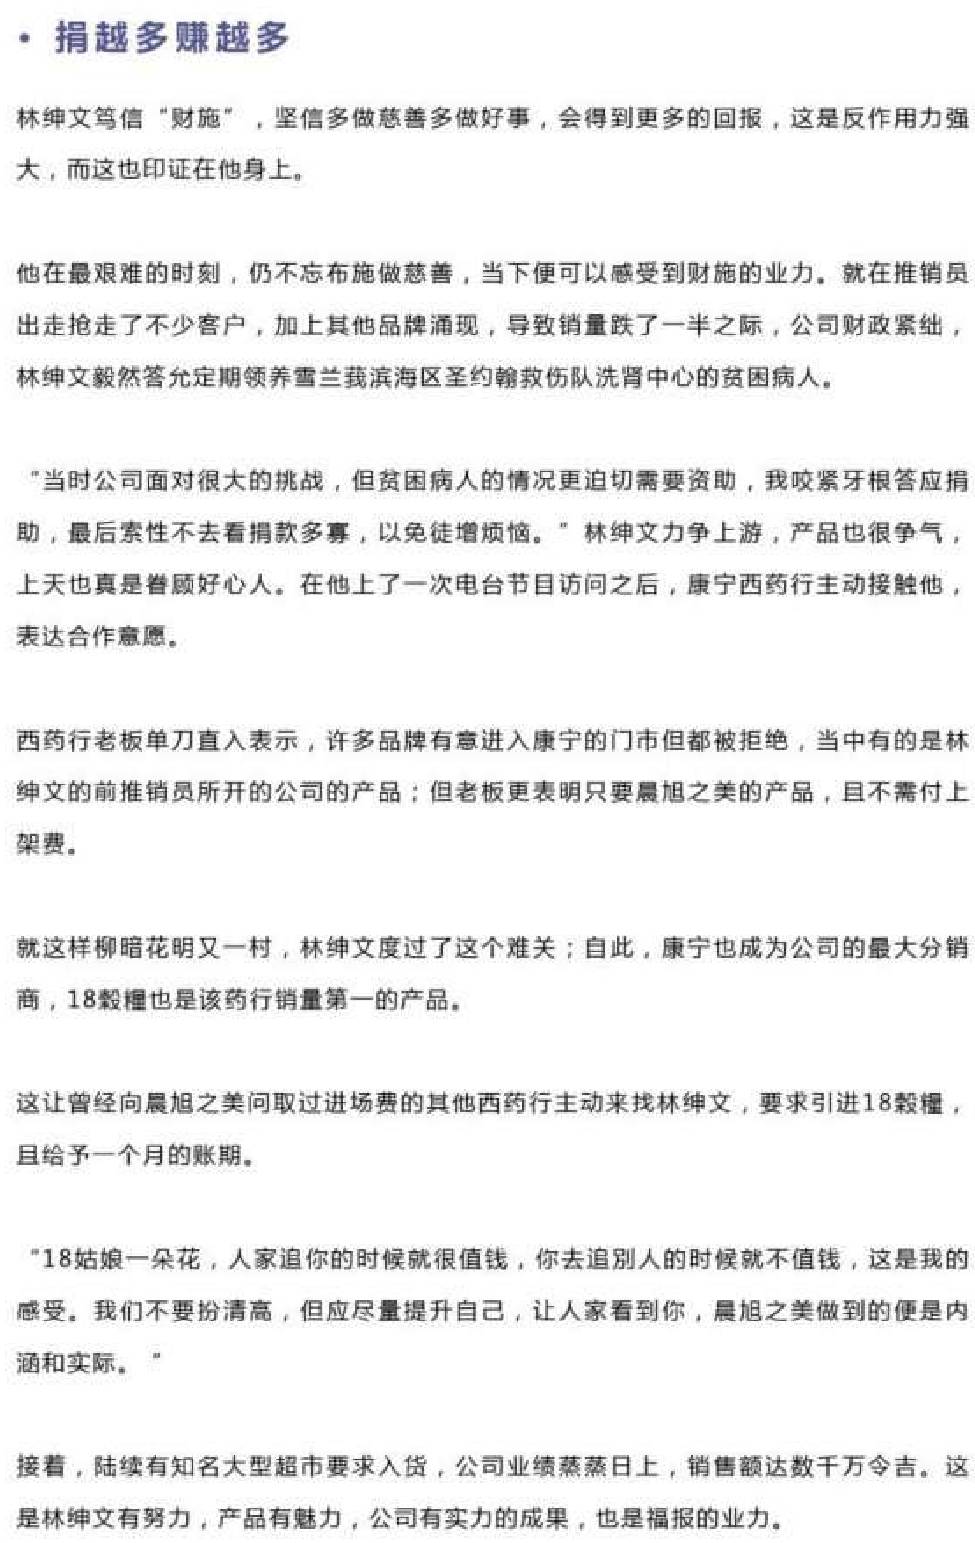 • 捐越多赚越多
林绅文笃信“财施”，坚信多做慈善多做好事，会得到更多的回报，这是反作用力强
大，而这也印证在他身上。
他在最艰难的时刻，仍不忘布施做慈善，当下便可以感受到财施的业力。就在推销员
出走抢走了不少客户，加上其他品牌涌现，导致销量跌了一半之际，公司财政紧绌，
林绅文毅然答允定期领养雪兰莪滨海区圣约翰救伤队洗肾中心的贫困病人。
“当时公司面对很大的挑战，但贫困病人的情况更迫切需要资助，我咬紧牙根答应捐
助，最后索性不去看捐款多寡，以免徒增烦恼。”林绅文力争上游，产品也很争气，
上天也真是眷顾好心人。在他上了一次电台节目访问之后，康宁西药行主动接触他，
表达合作意愿。
西药行老板单刀直入表示，许多品牌有意进入康宁的门市但都被拒绝，当中有的是林
绅文的前推销员所开的公司的产品；但老板更表明只要晨旭之美的产品，且不需付上
架费。
就这样柳暗花明又一村，林绅文度过了这个难关；自此，康宁也成为公司的最大分销
商，18穀糧也是该药行销量第一的产品。
这让曾经向晨旭之美问取过进场费的其他西药行主动来找林绅文，要求引进18穀糧，
且给予一个月的账期。
“18姑娘一朵花，人家追你的时候就很值钱，你去追別人的时候就不值钱，这是我的
感受。我们不要扮清高，但应尽量提升自己，让人家看到你，晨旭之美做到的便是内
涵和实际。”
接着，陆续有知名大型超市要求入货，公司业绩蒸蒸日上，销售额达数千万令吉。这
是林绅文有努力，产品有魅力，公司有实力的成果，也是福报的业力。